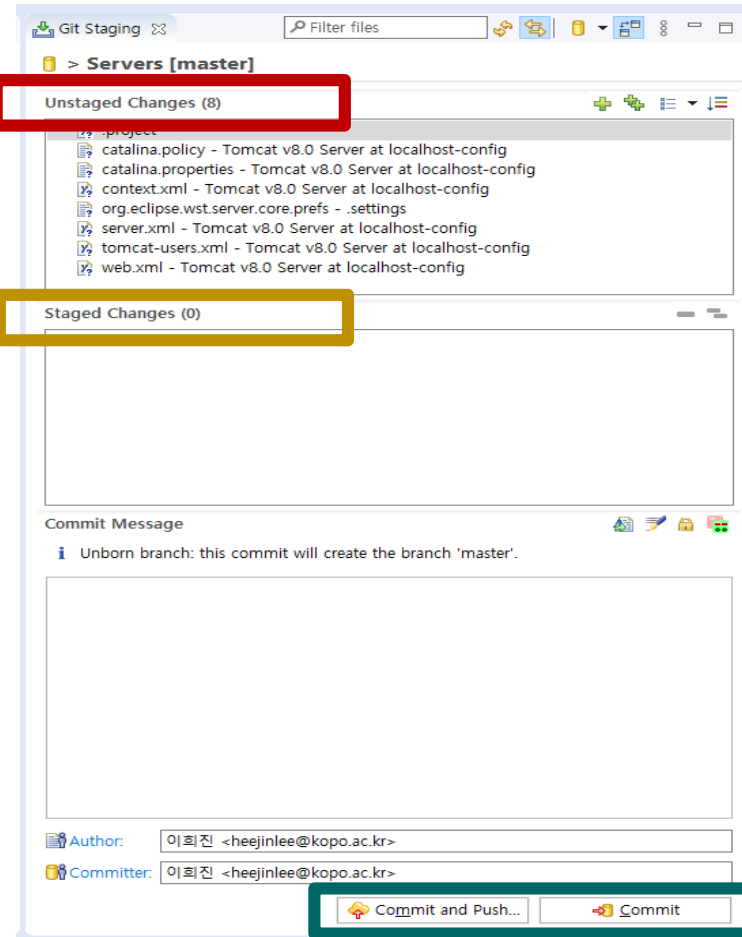 Git Staging
Filter files
> Servers [master]
Unstaged Changes (8)
.project
catalina.policy - Tomcat v8.0 Server at localhost-config
catalina.properties - Tomcat v8.0 Server at localhost-config
context.xml - Tomcat v8.0 Server at localhost-config
org.eclipse.wst.server.core.prefs - .settings
server.xml - Tomcat v8.0 Server at localhost-config
tomcat-users.xml - Tomcat v8.0 Server at localhost-config
web.xml - Tomcat v8.0 Server at localhost-config
Staged Changes (0)
Commit Message
Unborn branch: this commit will create the branch 'master'.
Author: 이희진 <heejinlee@kopo.ac.kr>
Committer: 이희진 <heejinlee@kopo.ac.kr>
Commit and Push... Commit